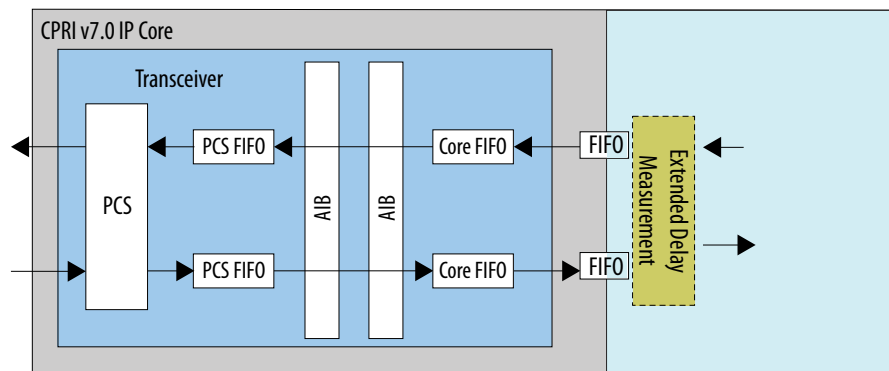 CPRI v7.0 IP Core
Transceiver
PCS FIFO
Core FIFO
FIFO
PCS
AIB
AIB
Extended Delay
Measurement
PCS FIFO
Core FIFO
FIFO